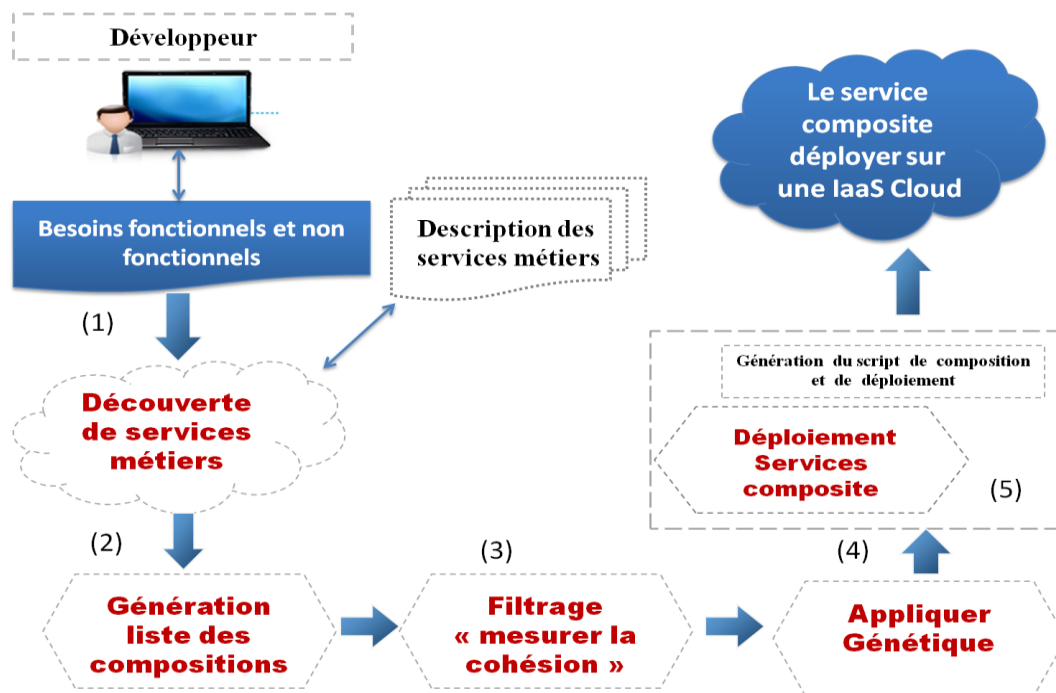 Développeur
Besoins fonctionnels et non
fonctionnels
Description des
services métiers
(1)
Découverte
de services
métiers
(2)
Génération
liste des
compositions
(3)
Filtrage
« mesurer la
cohésion »
(4)
Appliquer
Génétique
Génération du script de composition
et de déploiement
Déploiement
Services
composite
(5)
Le service
composite
déployer sur
une IaaS Cloud